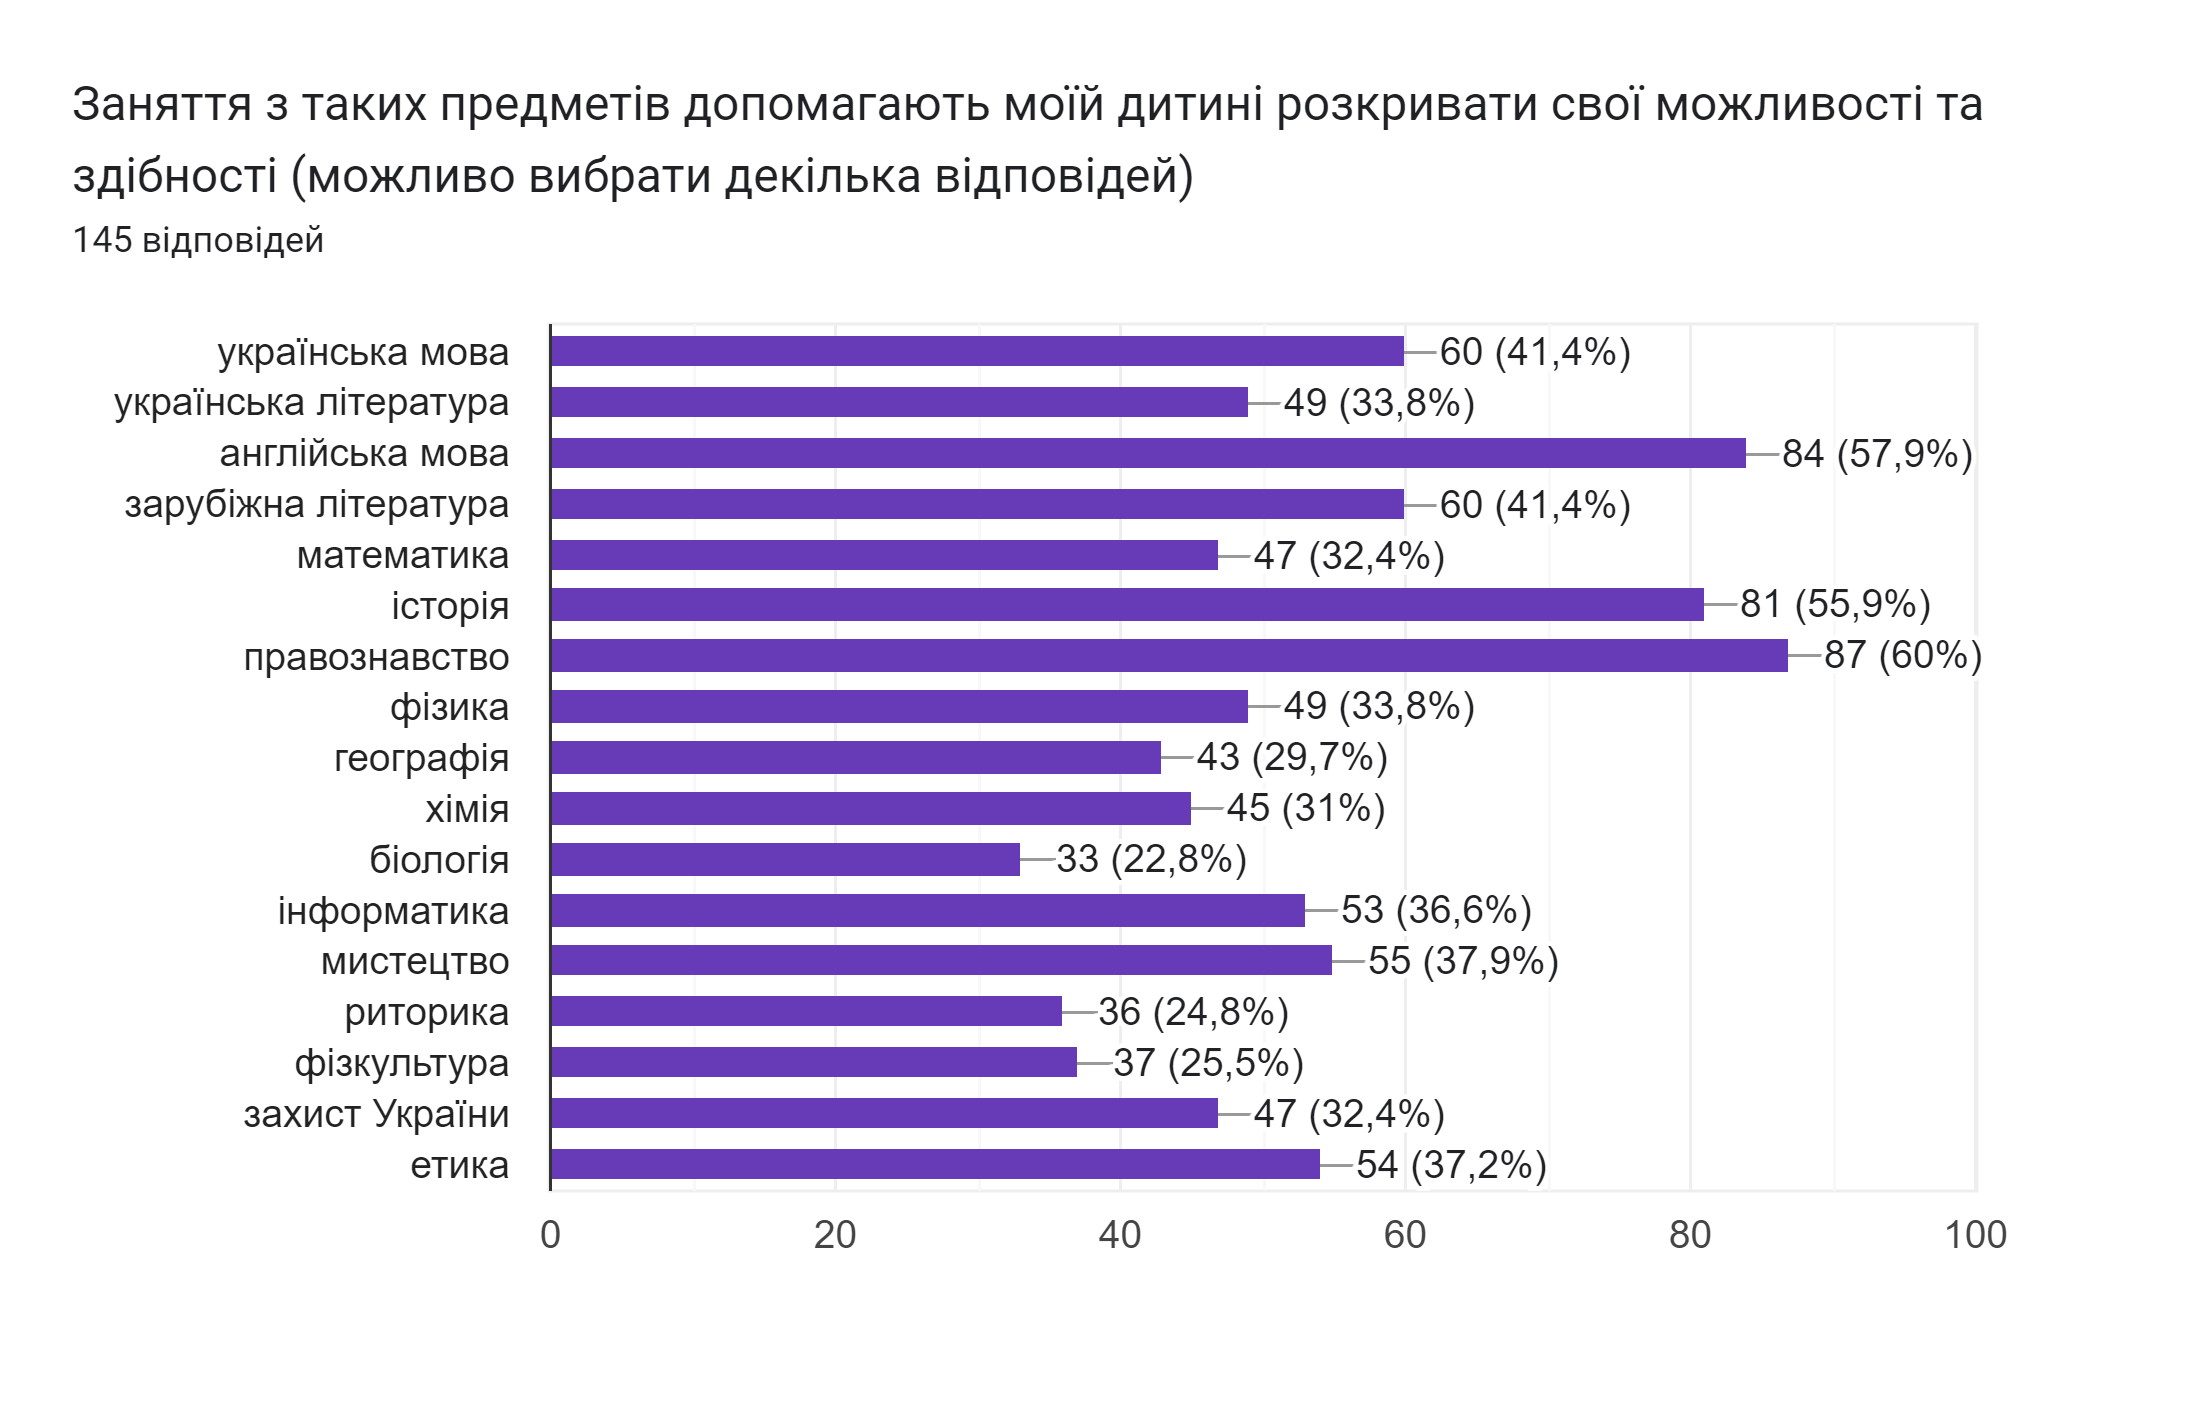 Заняття з таких предметів допомагають моїй дитині розкривати свої можливості та
здібності (можливо вибрати декілька відповідей)
145 відповідей
українська мова 60 (41,4%)
українська література 49 (33,8%)
англійська мова 84 (57,9%)
зарубіжна література 60 (41,4%)
математика 47 (32,4%)
історія 81 (55,9%)
правознавство 87 (60%)
фізика 49 (33,8%)
географія 43 (29,7%)
хімія 45 (31%)
біологія 33 (22,8%)
інформатика 53 (36,6%)
мистецтво 55 (37,9%)
риторика 36 (24,8%)
фізкультура 37 (25,5%)
захист України 47 (32,4%)
етика 54 (37,2%)
0 20 40 60 80 100